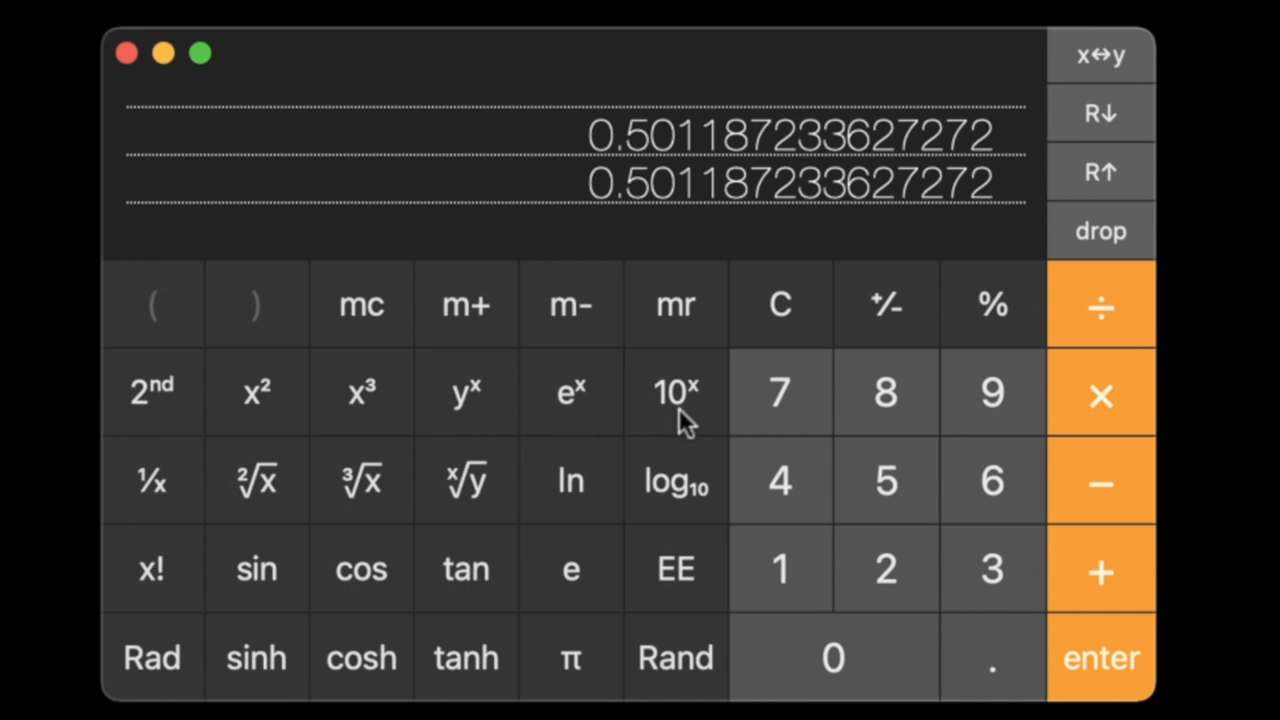 x↔y
0.501187233627272
R↓
0.501187233627272
R↑
drop
( ) mc m+ m- mr C ⁺∕₋ % ÷
2ⁿᵈ x² x³ yˣ eˣ 10ˣ 7 8 9 ×
¹∕ₓ ²√x ³√x ˣ√y ln log₁₀ 4 5 6 −
x! sin cos tan e EE 1 2 3 +
Rad sinh cosh tanh π Rand 0 . enter